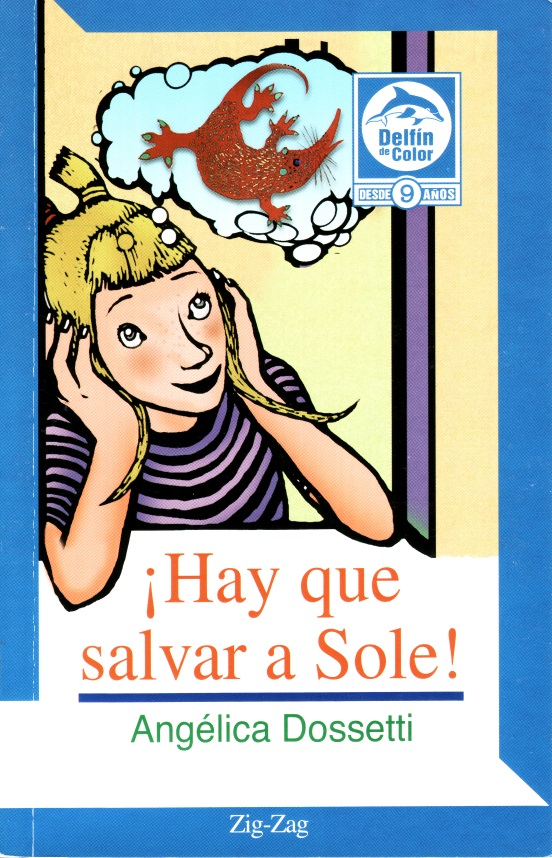 Delfín
de Color
DESDE 9 AÑOS
¡Hay que
salvar a Sole!
Angélica Dossetti
Zig-Zag